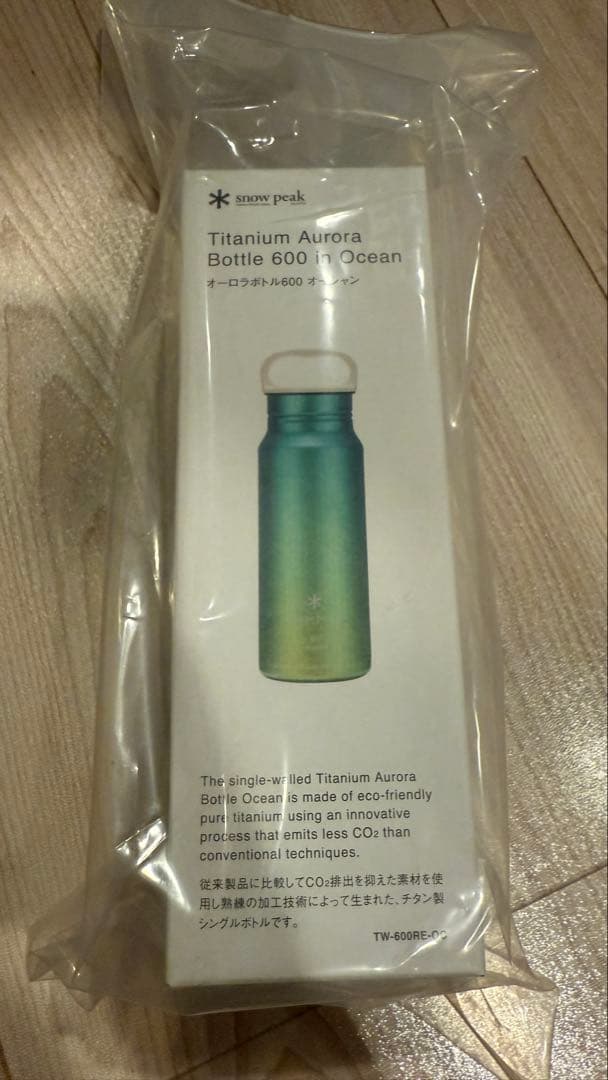 snow peak
Titanium Aurora
Bottle 600 in Ocean
オーロラボトル600 オーシャン
The single-walled Titanium Aurora
Bottle Ocean is made of eco-friendly
pure titanium using an innovative
process that emits less CO2 than
conventional techniques.
従来製品に比較してCO2排出を抑えた素材を使
用し熟練の加工技術によって生まれた、チタン製
シングルボトルです。
TW-600RE-OC